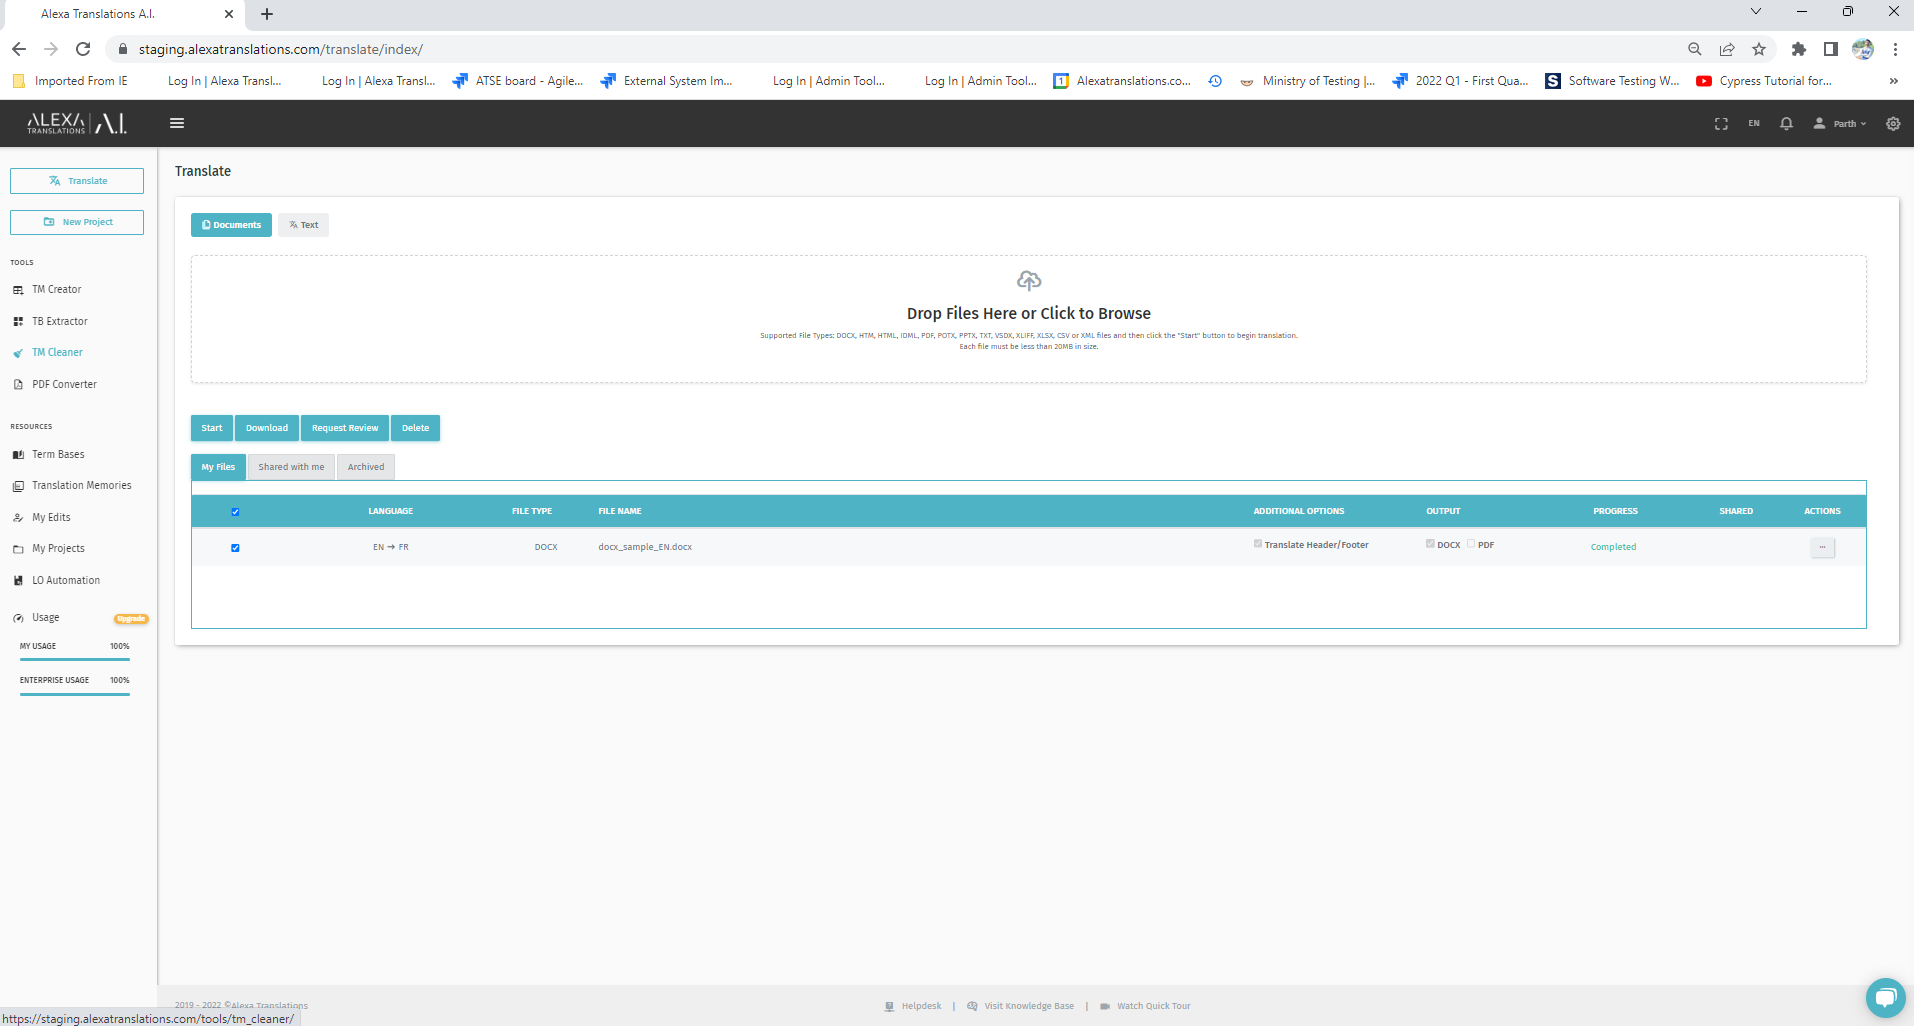 Alexa Translations A.I.
staging.alexatranslations.com/translate/index/
Imported From IE
Log In | Alexa Transl...
Log In | Alexa Transl...
ATSE board - Agile...
External System Im...
Log In | Admin Tool...
Log In | Admin Tool...
Alexatranslations.co...
Ministry of Testing |...
2022 Q1 - First Qua...
Software Testing W...
Cypress Tutorial for...
ALEXA TRANSLATIONS | A.I.
EN
Parth
Translate
New Project
TOOLS
TM Creator
TB Extractor
TM Cleaner
PDF Converter
RESOURCES
Term Bases
Translation Memories
My Edits
My Projects
LO Automation
Usage Upgrade
MY USAGE 100%
ENTERPRISE USAGE 100%
Translate
Documents Text
Drop Files Here or Click to Browse
Supported File Types: DOCX, HTM, HTML, IDML, PDF, POTX, PPTX, TXT, VSDX, XLIFF, XLSX, CSV or XML files and then click the "Start" button to begin translation.
Each file must be less than 20MB in size.
Start Download Request Review Delete
My Files Shared with me Archived
LANGUAGE FILE TYPE FILE NAME ADDITIONAL OPTIONS OUTPUT PROGRESS SHARED ACTIONS
EN → FR DOCX docx_sample_EN.docx Translate Header/Footer DOCX PDF Completed ...
2019 - 2022 ©Alexa Translations
Helpdesk | Visit Knowledge Base | Watch Quick Tour
https://staging.alexatranslations.com/tools/tm_cleaner/